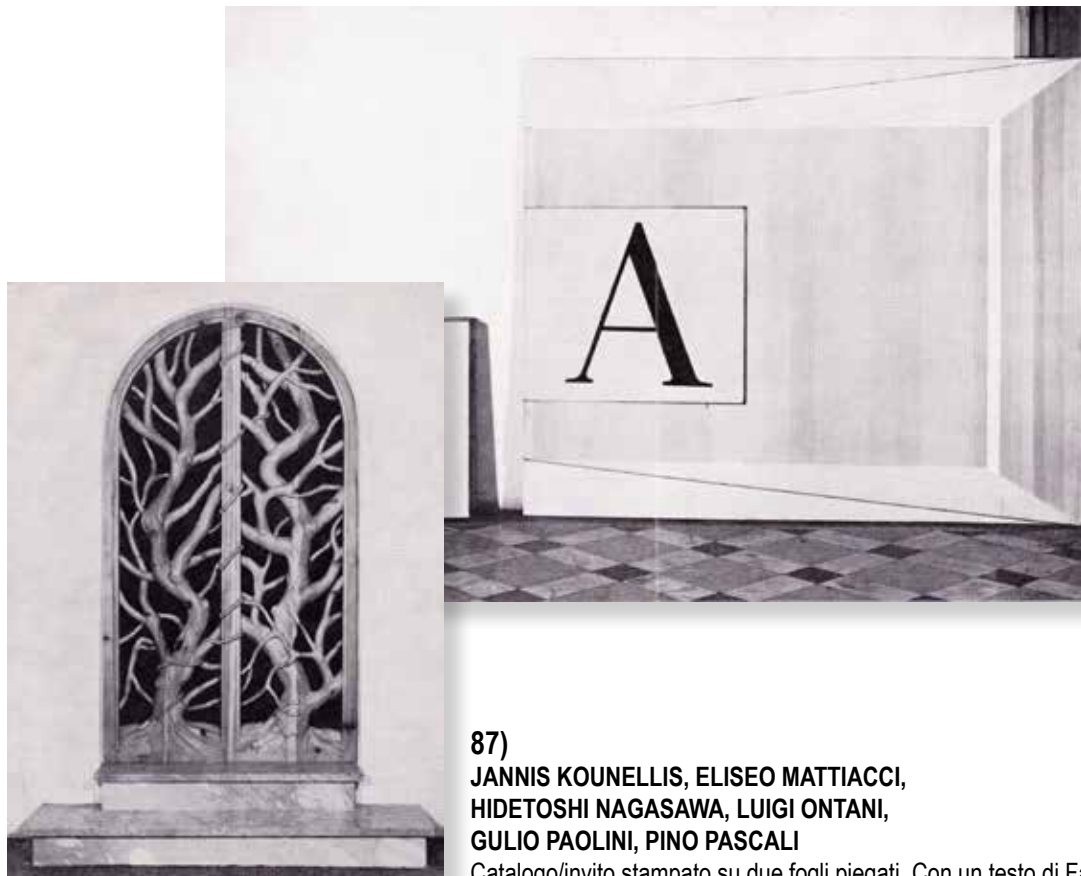 A
87)
JANNIS KOUNELLIS, ELISEO MATTIACCI,
HIDETOSHI NAGASAWA, LUIGI ONTANI,
GULIO PAOLINI, PINO PASCALI
Catalogo/invito stampato su due fogli piegati. Con un testo di